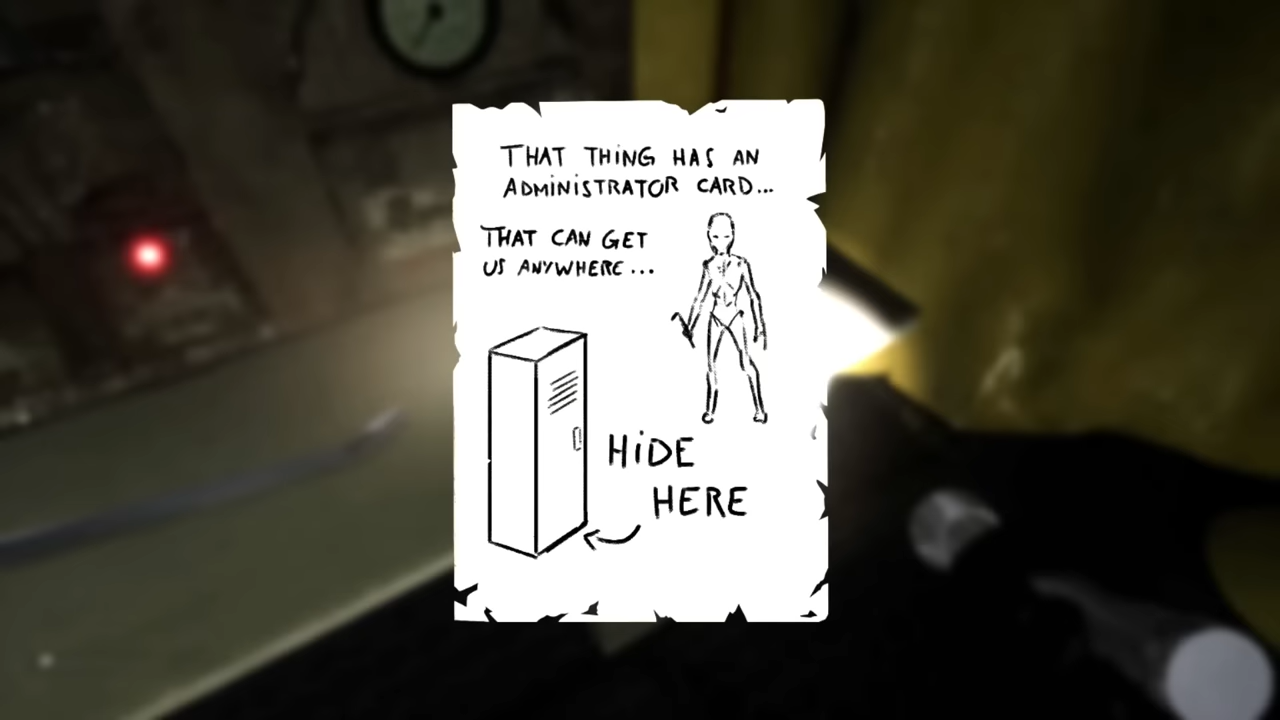 THAT THING HAS AN
ADMINISTRATOR CARD...
THAT CAN GET
US ANYWHERE...
HIDE
HERE